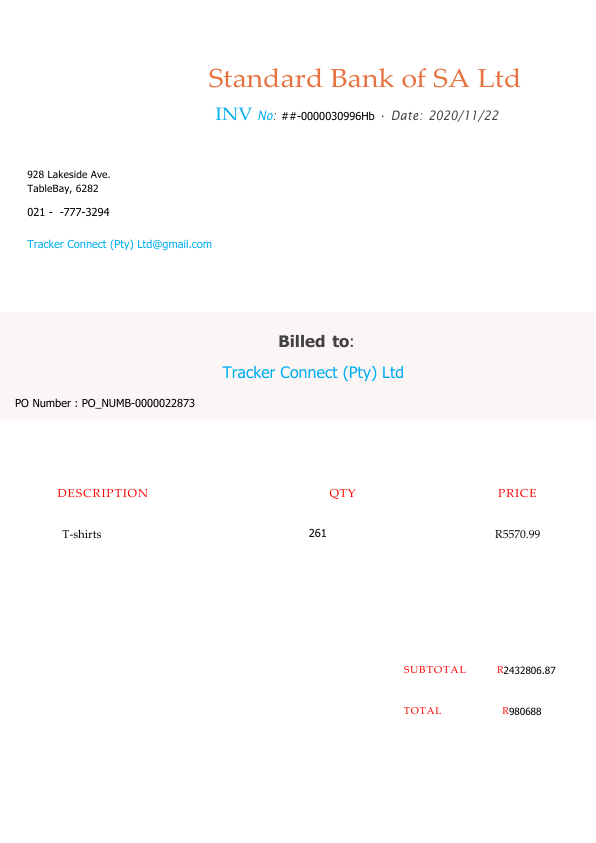 Standard Bank of SA Ltd
INV No: ##-0000030996Hb · Date: 2020/11/22
928 Lakeside Ave.
TableBay, 6282
021 - -777-3294
Tracker Connect (Pty) Ltd@gmail.com
Billed to:
Tracker Connect (Pty) Ltd
PO Number : PO_NUMB-0000022873
DESCRIPTION QTY PRICE
T-shirts 261 R5570.99
SUBTOTAL R2432806.87
TOTAL R980688